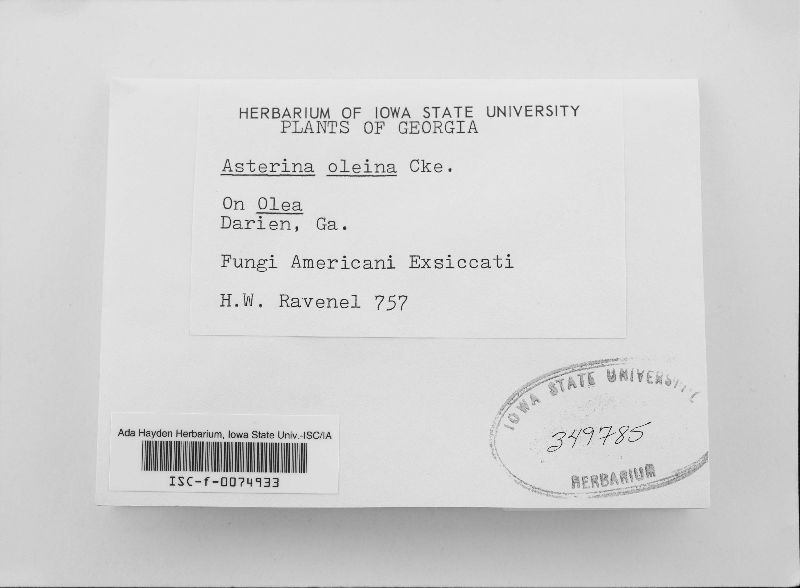 HERBARIUM OF IOWA STATE UNIVERSITY
PLANTS OF GEORGIA
Asterina oleina Cke.
On Olea
Darien, Ga.
Fungi Americani Exsiccati
H.W. Ravenel 757
IOWA STATE UNIVERSITY
349785
HERBARIUM
Ada Hayden Herbarium, Iowa State Univ.-ISC/IA
ISC-f-0074933